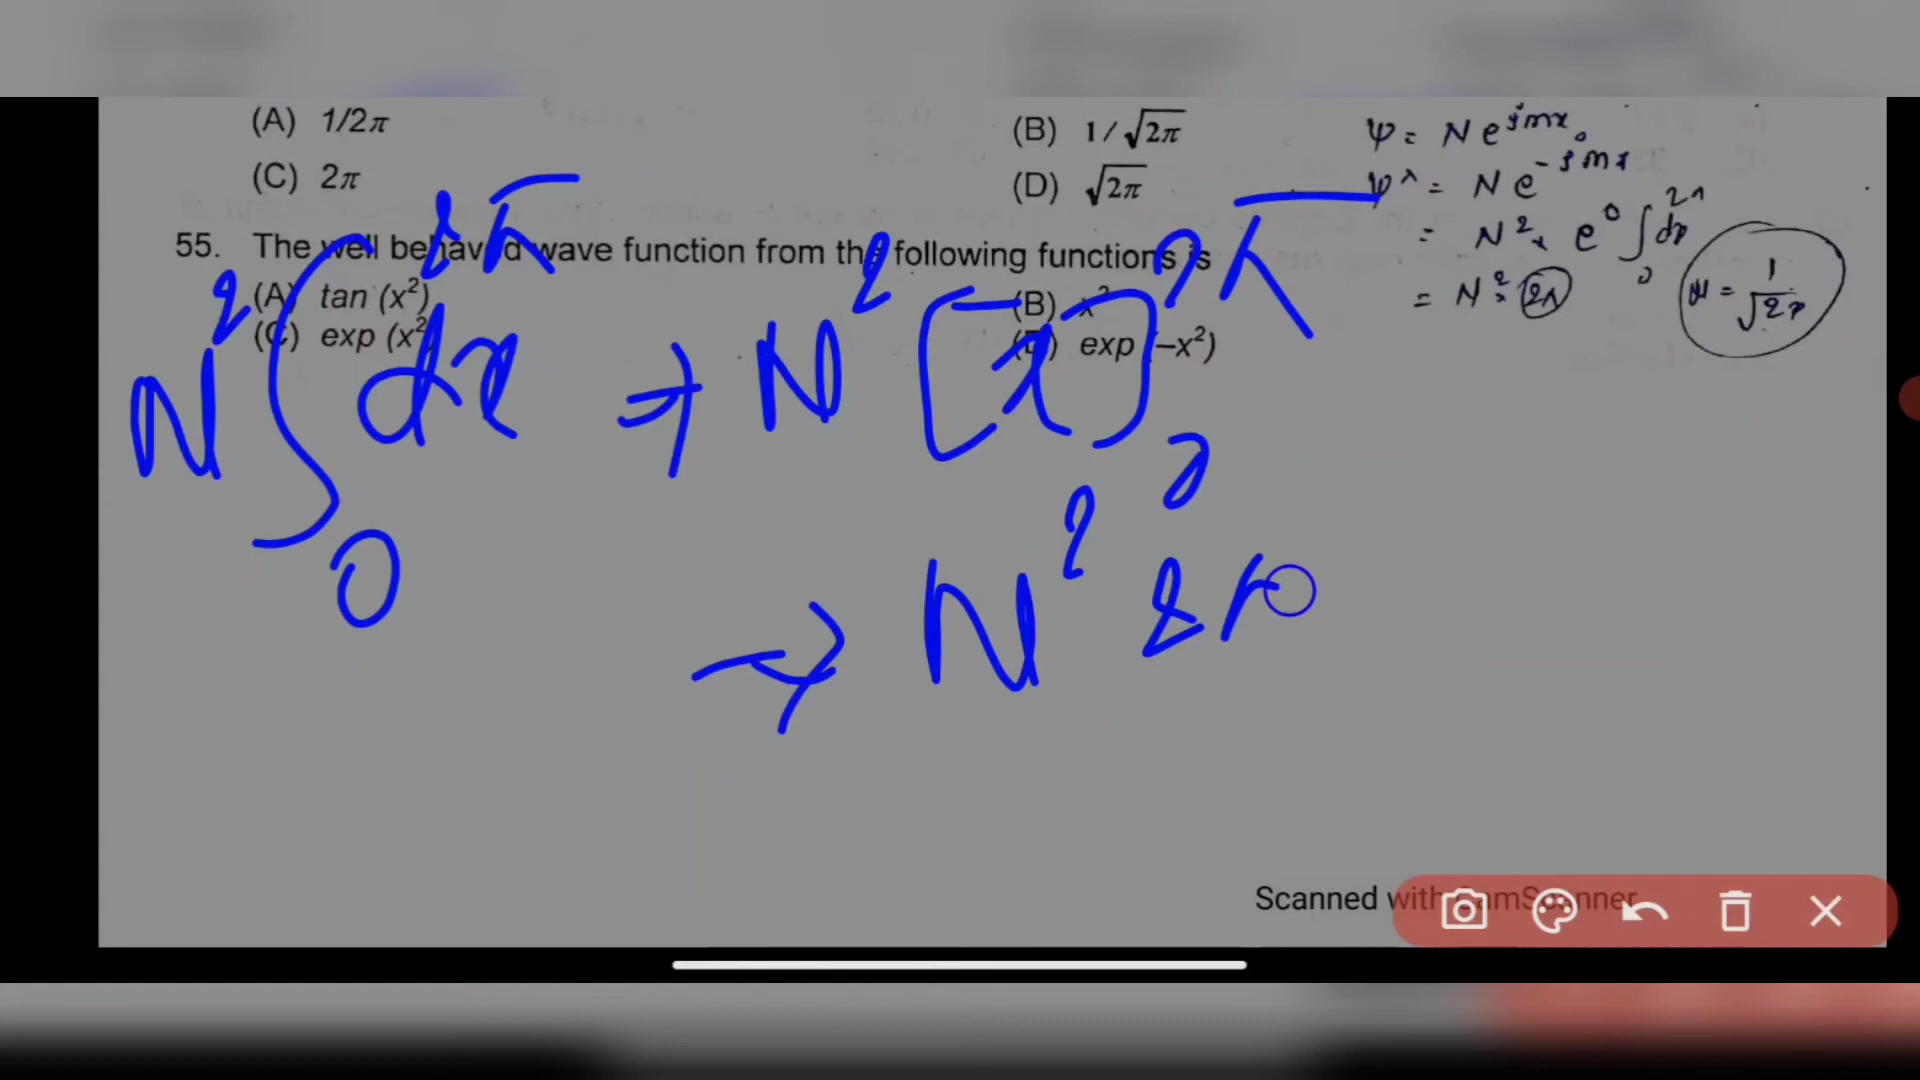 (A) 1/2π (B) 1/√2π
(C) 2π (D) √2π
ψ = N e^imx
ψ* = N e^-imx
= N² x e⁰ ∫₀^2π dx
= N² x 2π
N = 1/√2π
55. The well behaved wave function from the following functions is
(A) tan (x²) (B) x²
(C) exp (x² (D) exp (–x²)
N² ∫₀^2π dx → N² [x]₀^2π
→ N² 2
Scanned with CamScanner